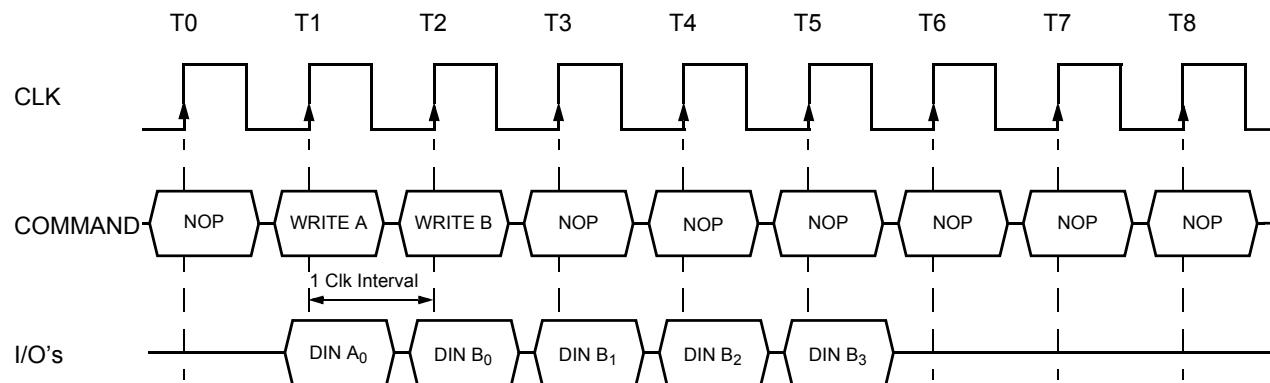 T0 T1 T2 T3 T4 T5 T6 T7 T8
CLK
COMMAND NOP WRITE A WRITE B NOP NOP NOP NOP NOP NOP
1 Clk Interval
I/O's DIN A0 DIN B0 DIN B1 DIN B2 DIN B3